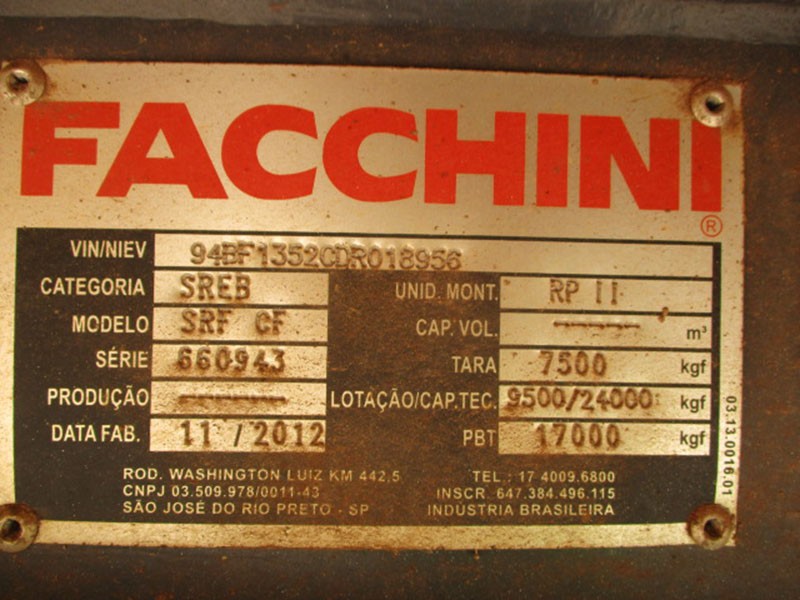 FACCHINI
®
VIN/NIEV 94BF1352CDR018956
CATEGORIA SREB UNID. MONT. RP II
MODELO SRF CF CAP. VOL. ------- m³
SÉRIE 660943 TARA 7500 kgf
PRODUÇÃO ------- LOTAÇÃO/CAP.TEC. 9500/24000 kgf
DATA FAB. 11 / 2012 PBT 17000 kgf
03.13.0016.01
ROD. WASHINGTON LUIZ KM 442,5 TEL.: 17 4009.6800
CNPJ 03.509.978/0011-43 INSCR. 647.384.496.115
SÃO JOSÉ DO RIO PRETO - SP INDÚSTRIA BRASILEIRA